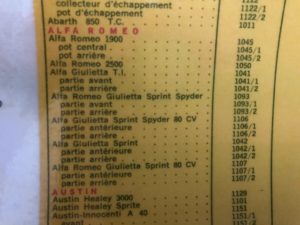 collecteur d'échappement 1122/1
pot d'échappement 1122/2
Abarth 850 T.C. 1011
ALFA ROMEO
Alfa Romeo 1900 1045
pot central 1045/1
pot arrière 1045/2
Alfa Romeo 2500 1050
Alfa Giulietta T.I. 1041
partie avant 1041/1
partie arrière 1041/2
Alfa Romeo Giulietta Sprint Spyder 1093
partie avant 1093/1
partie arrière 1093/2
Alfa Giulietta Sprint Spyder 80 CV 1106
partie antérieure 1106/1
partie arrière 1106/2
Alfa Giulietta Sprint 1042
partie antérieure 1042/1
partie arrière 1042/2
Alfa Romeo Giulietta Sprint 80 CV 1107
partie antérieure 1107/1
partie arrière 1107/2
AUSTIN
Austin Healey 3000 1129
Austin Healey Sprite 1101
Austin-Innocenti A 40 1151
avant 1151/1